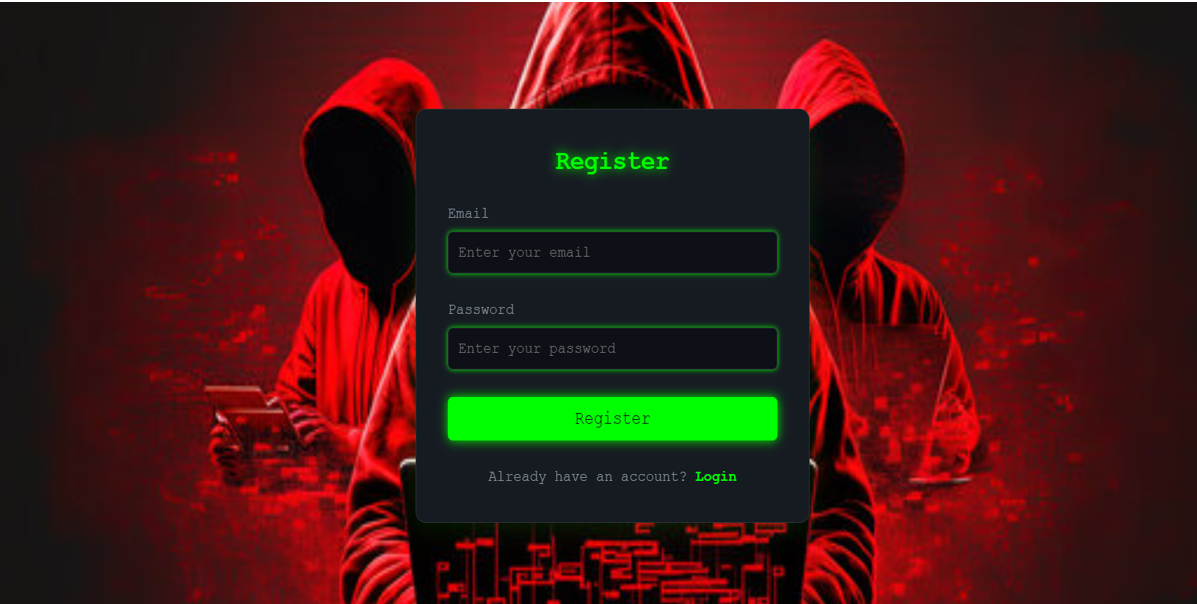 Register
Email
Enter your email
Password
Enter your password
Register
Already have an account? Login